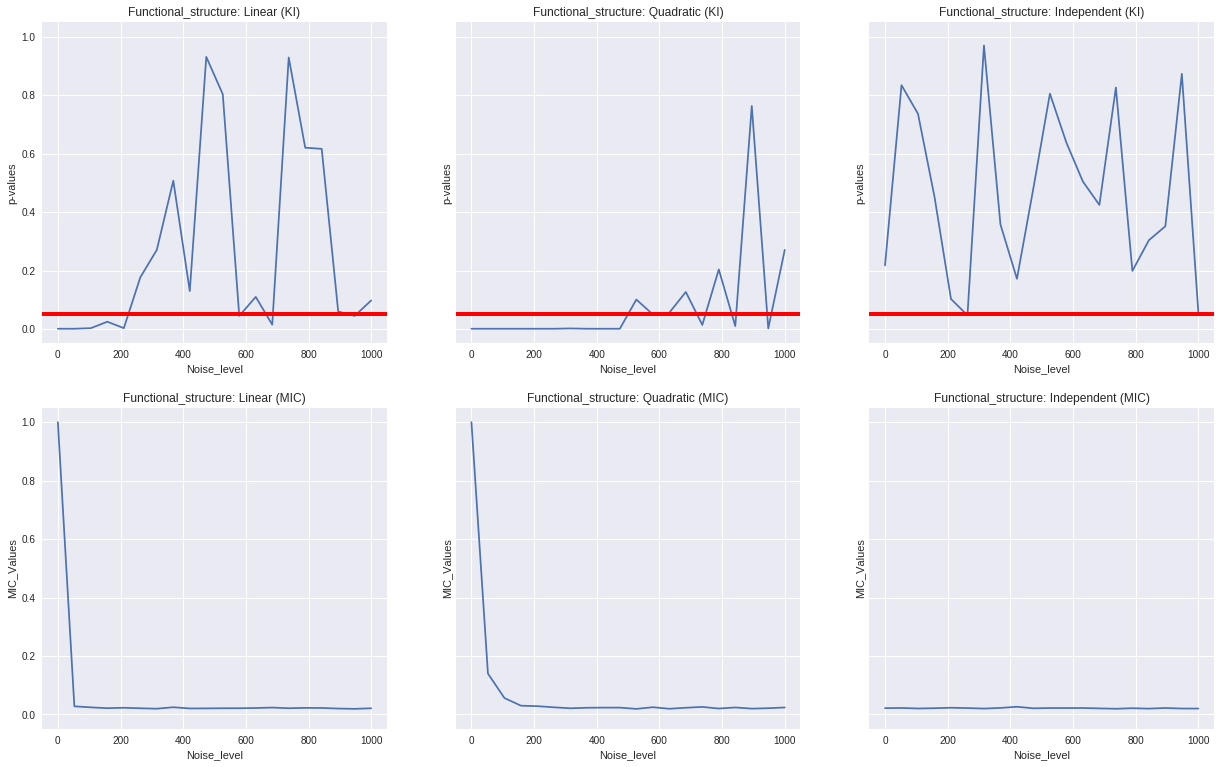 Functional_structure: Linear (KI)
Functional_structure: Quadratic (KI)
Functional_structure: Independent (KI)
1.0
0.8
0.6
0.4
0.2
0.0
p-values
p-values
p-values
0 200 400 600 800 1000
0 200 400 600 800 1000
0 200 400 600 800 1000
Noise_level
Noise_level
Noise_level
Functional_structure: Linear (MIC)
Functional_structure: Quadratic (MIC)
Functional_structure: Independent (MIC)
1.0
0.8
0.6
0.4
0.2
0.0
MIC_Values
MIC_Values
MIC_Values
0 200 400 600 800 1000
0 200 400 600 800 1000
0 200 400 600 800 1000
Noise_level
Noise_level
Noise_level